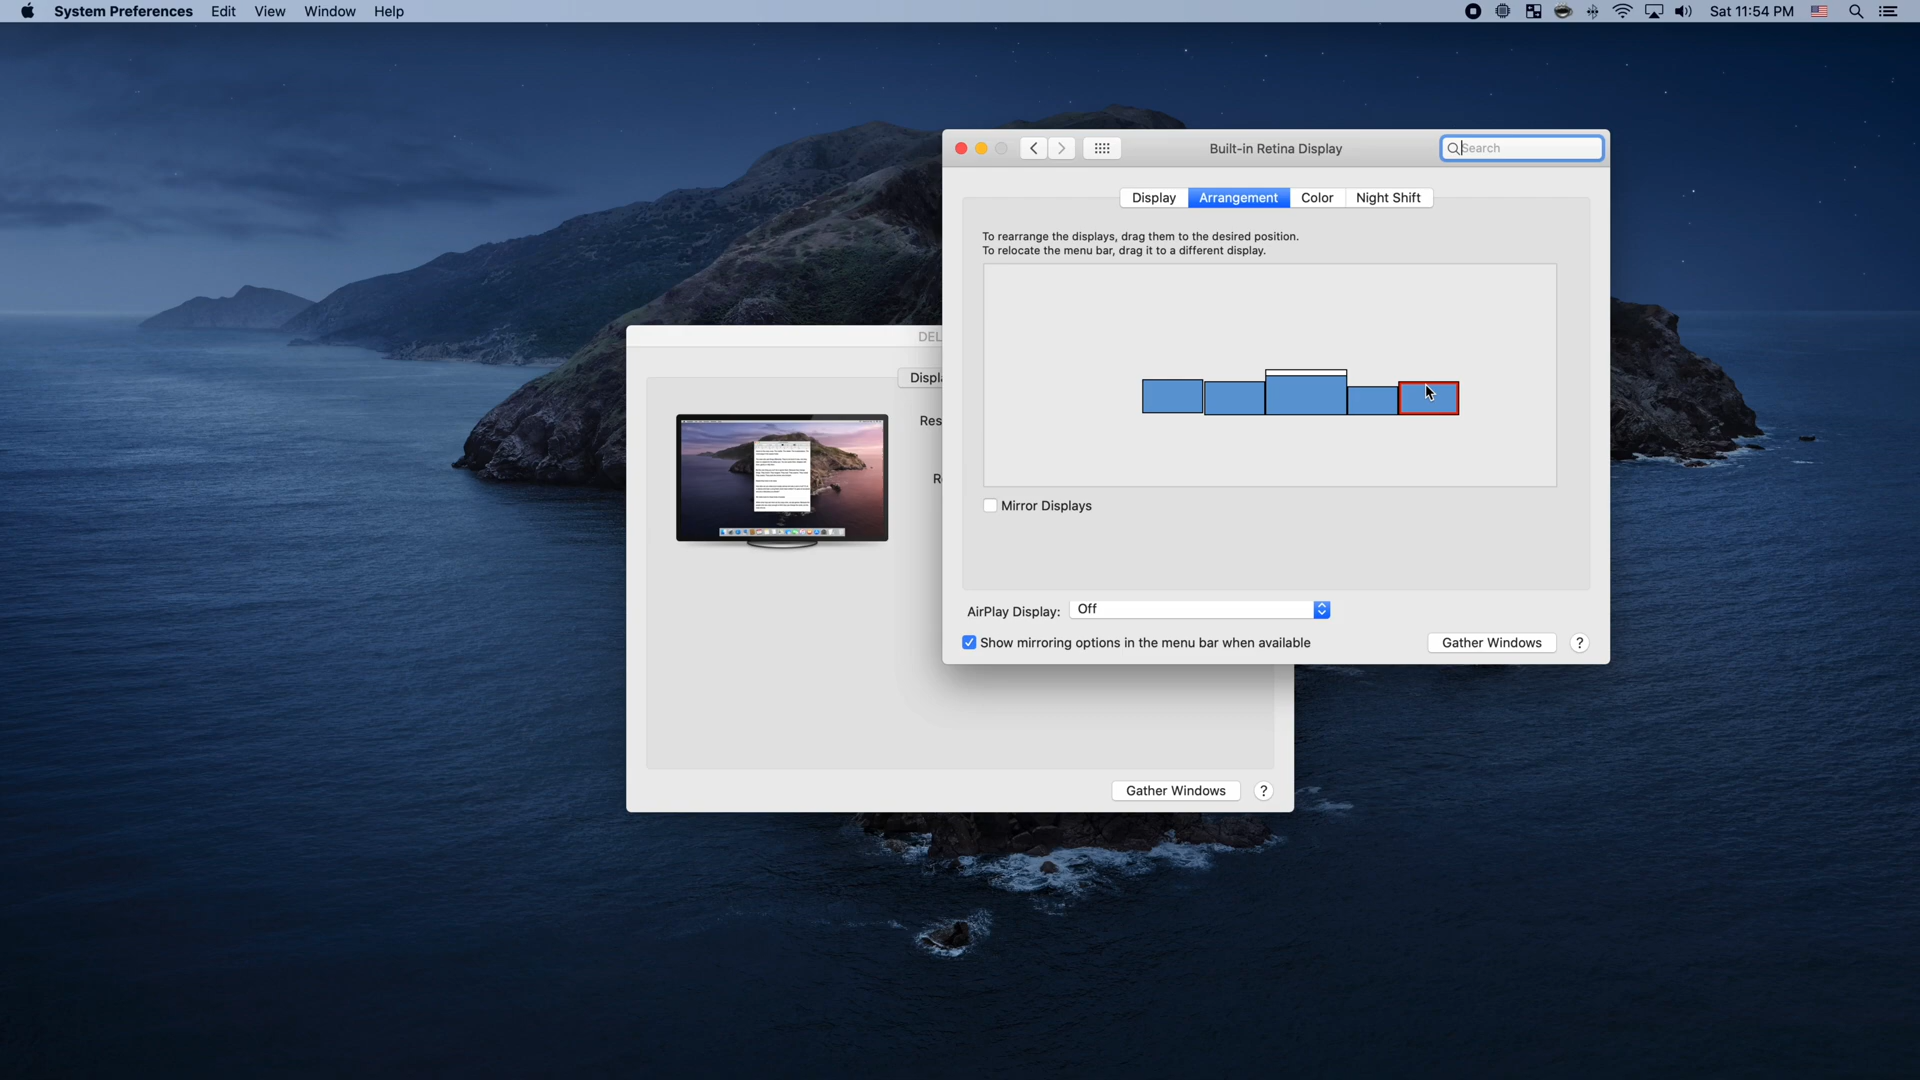 System Preferences Edit View Window Help
Sat 11:54 PM
Built-in Retina Display
Search
Display Arrangement Color Night Shift
To rearrange the displays, drag them to the desired position.
To relocate the menu bar, drag it to a different display.
Mirror Displays
AirPlay Display: Off
Show mirroring options in the menu bar when available
Gather Windows ?
DEL
Displ
Res
R
Gather Windows ?